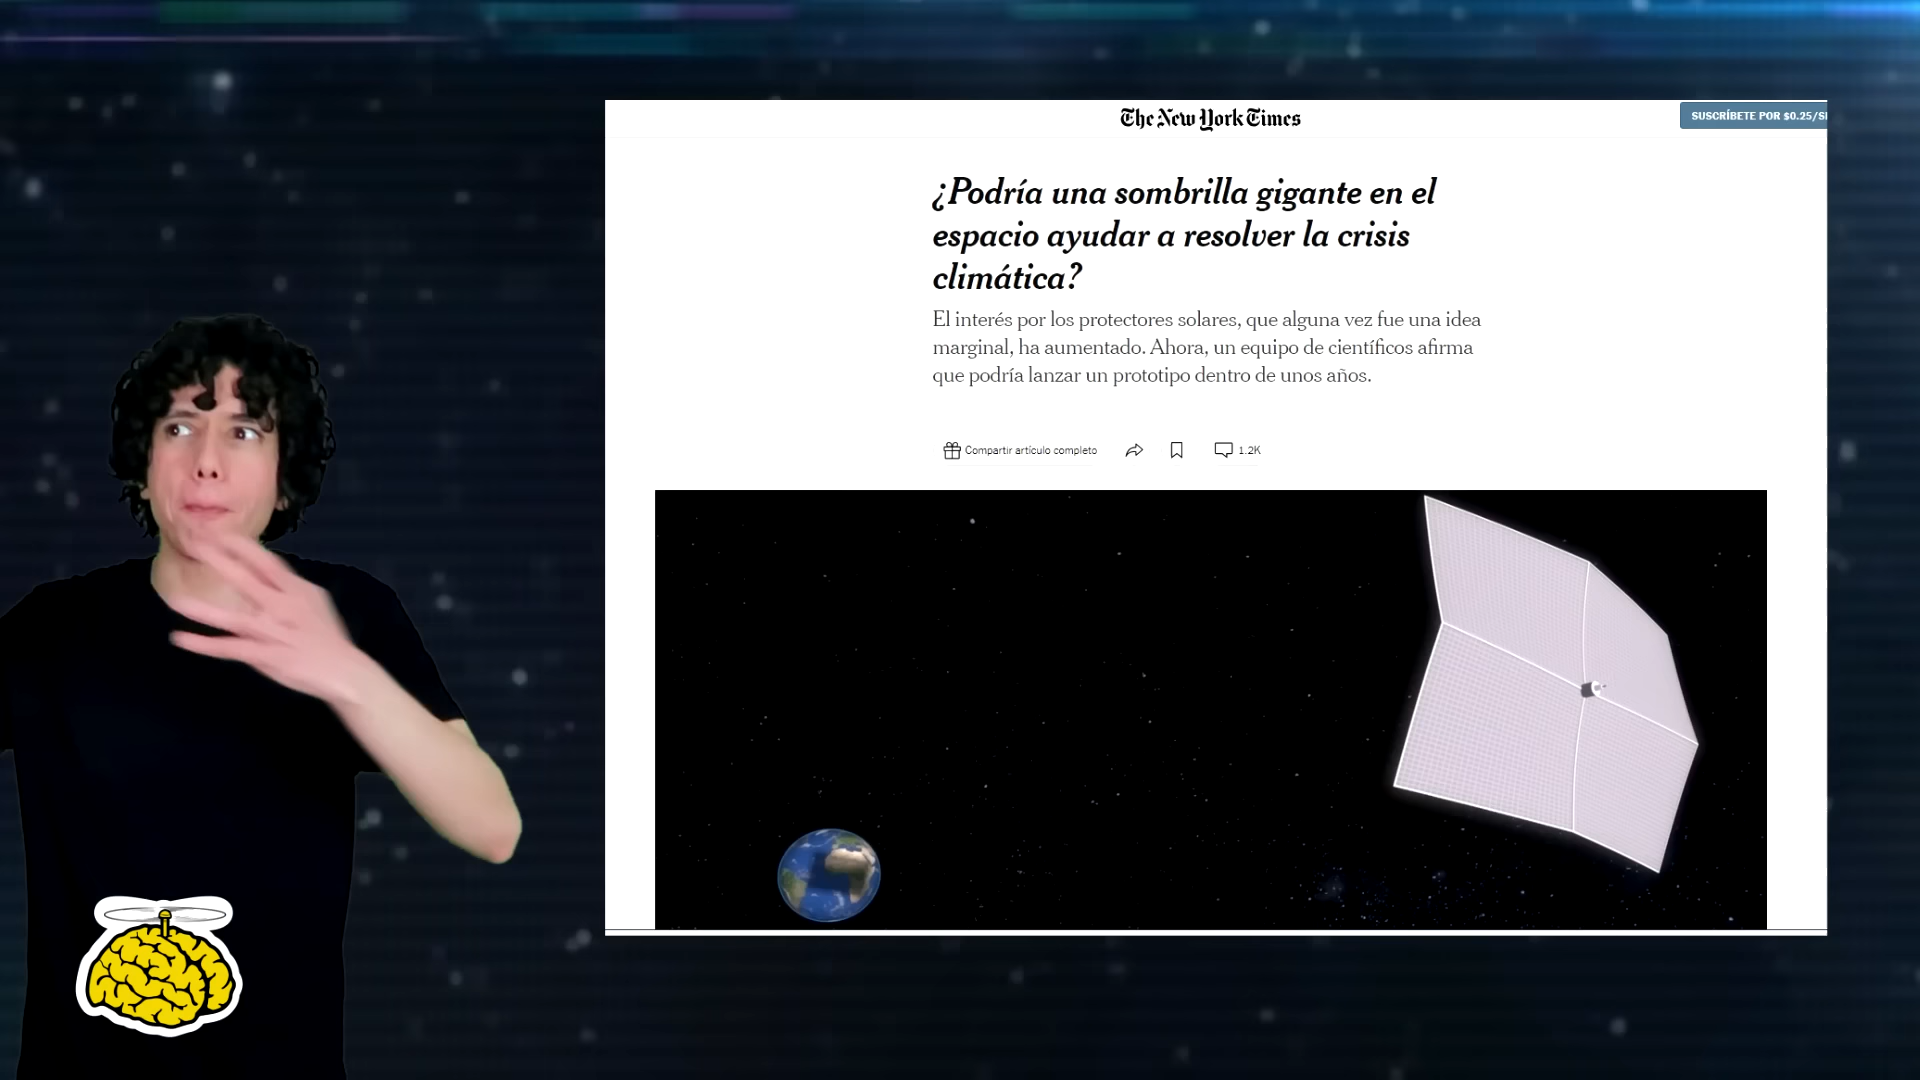 The New York Times
SUSCRÍBETE POR $0.25/S
¿Podría una sombrilla gigante en el
espacio ayudar a resolver la crisis
climática?
El interés por los protectores solares, que alguna vez fue una idea
marginal, ha aumentado. Ahora, un equipo de científicos afirma
que podría lanzar un prototipo dentro de unos años.
Compartir artículo completo
1.2K